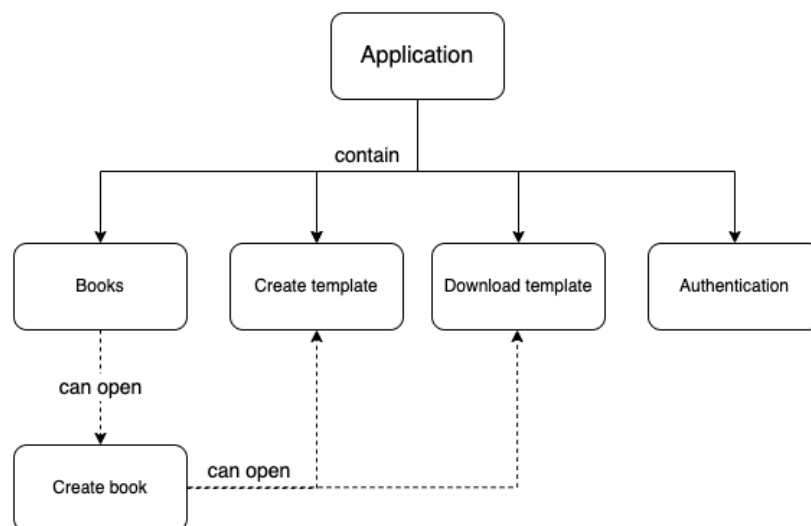 Application
contain
Books
Create template
Download template
Authentication
can open
Create book
can open